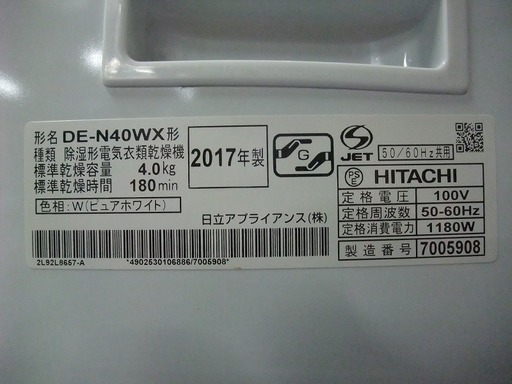 形名 DE-N40WX形
種類 除湿形電気衣類乾燥機
標準乾燥容量 4.0kg
標準乾燥時間 180min
色相:W(ピュアホワイト)
2017年製
G
S JET
50/60Hz共用
PS E
HITACHI
定格電圧 100V
定格周波数 50-60Hz
定格消費電力 1180W
製造番号 7005908
日立アプライアンス(株)
2L92L8657-A
*4902530106886/7005908*